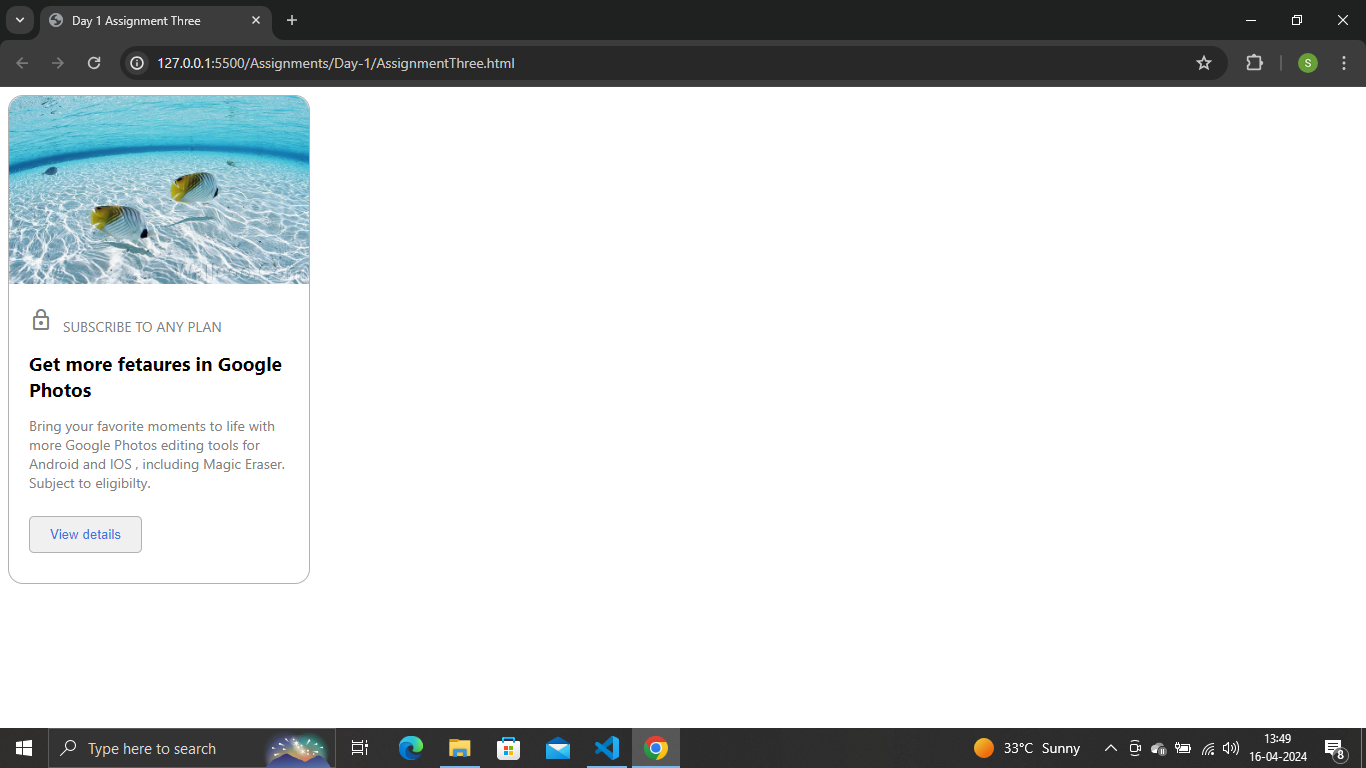 Day 1 Assignment Three
127.0.0.1:5500/Assignments/Day-1/AssignmentThree.html
S
SUBSCRIBE TO ANY PLAN
Get more fetaures in Google
Photos
Bring your favorite moments to life with
more Google Photos editing tools for
Android and IOS , including Magic Eraser.
Subject to eligibilty.
View details
Type here to search
33°C Sunny
13:49
16-04-2024
8